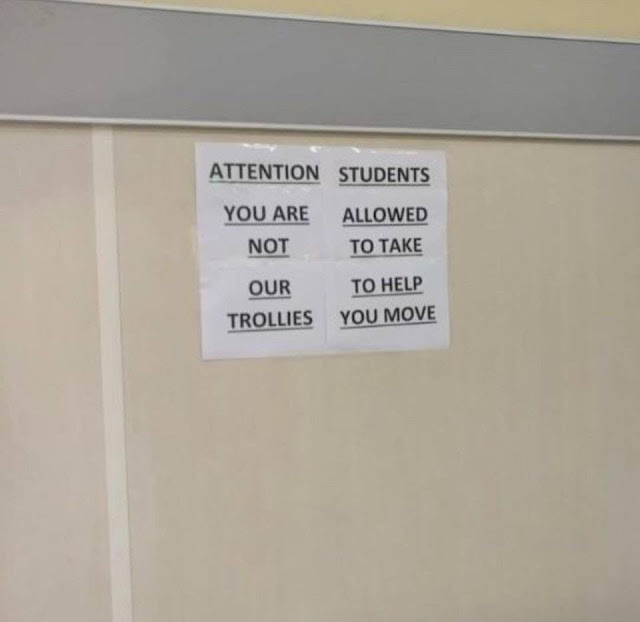 ATTENTION STUDENTS
YOU ARE ALLOWED
NOT TO TAKE
OUR TO HELP
TROLLIES YOU MOVE